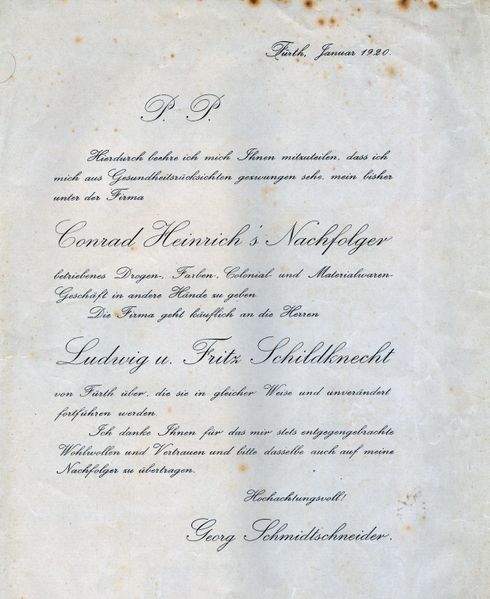 Fürth, Januar 1920.
P. P.
Hierdurch beehre ich mich Ihnen mitzuteilen, dass ich
mich aus Gesundheitsrücksichten gezwungen sehe, mein bisher
unter der Firma
Conrad Heinrich's Nachfolger
betriebenes Drogen-, Farben-, Colonial- und Materialwaren-
Geschäft in andere Hände zu geben.
Die Firma geht käuflich an die Herren
Ludwig u. Fritz Schildknecht
von Fürth über, die sie in gleicher Weise und unverändert
fortführen werden.
Ich danke Ihnen für das mir stets entgegengebrachte
Wohlwollen und Vertrauen und bitte dasselbe auch auf meine
Nachfolger zu übertragen.
Hochachtungsvoll!
Georg Schmidtschneider.